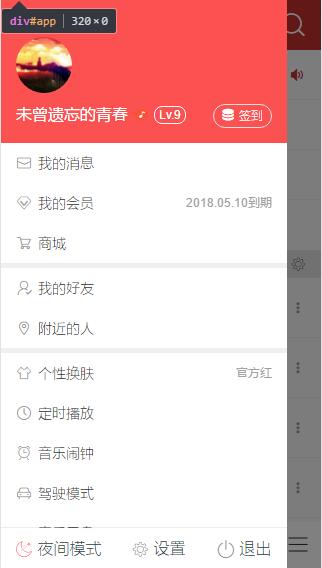 div#app | 320×0
未曾遗忘的青春 Lv.9 签到
我的消息
我的会员 2018.05.10到期
商城
我的好友
附近的人
个性换肤 官方红
定时播放
音乐闹钟
驾驶模式
夜间模式 设置 退出